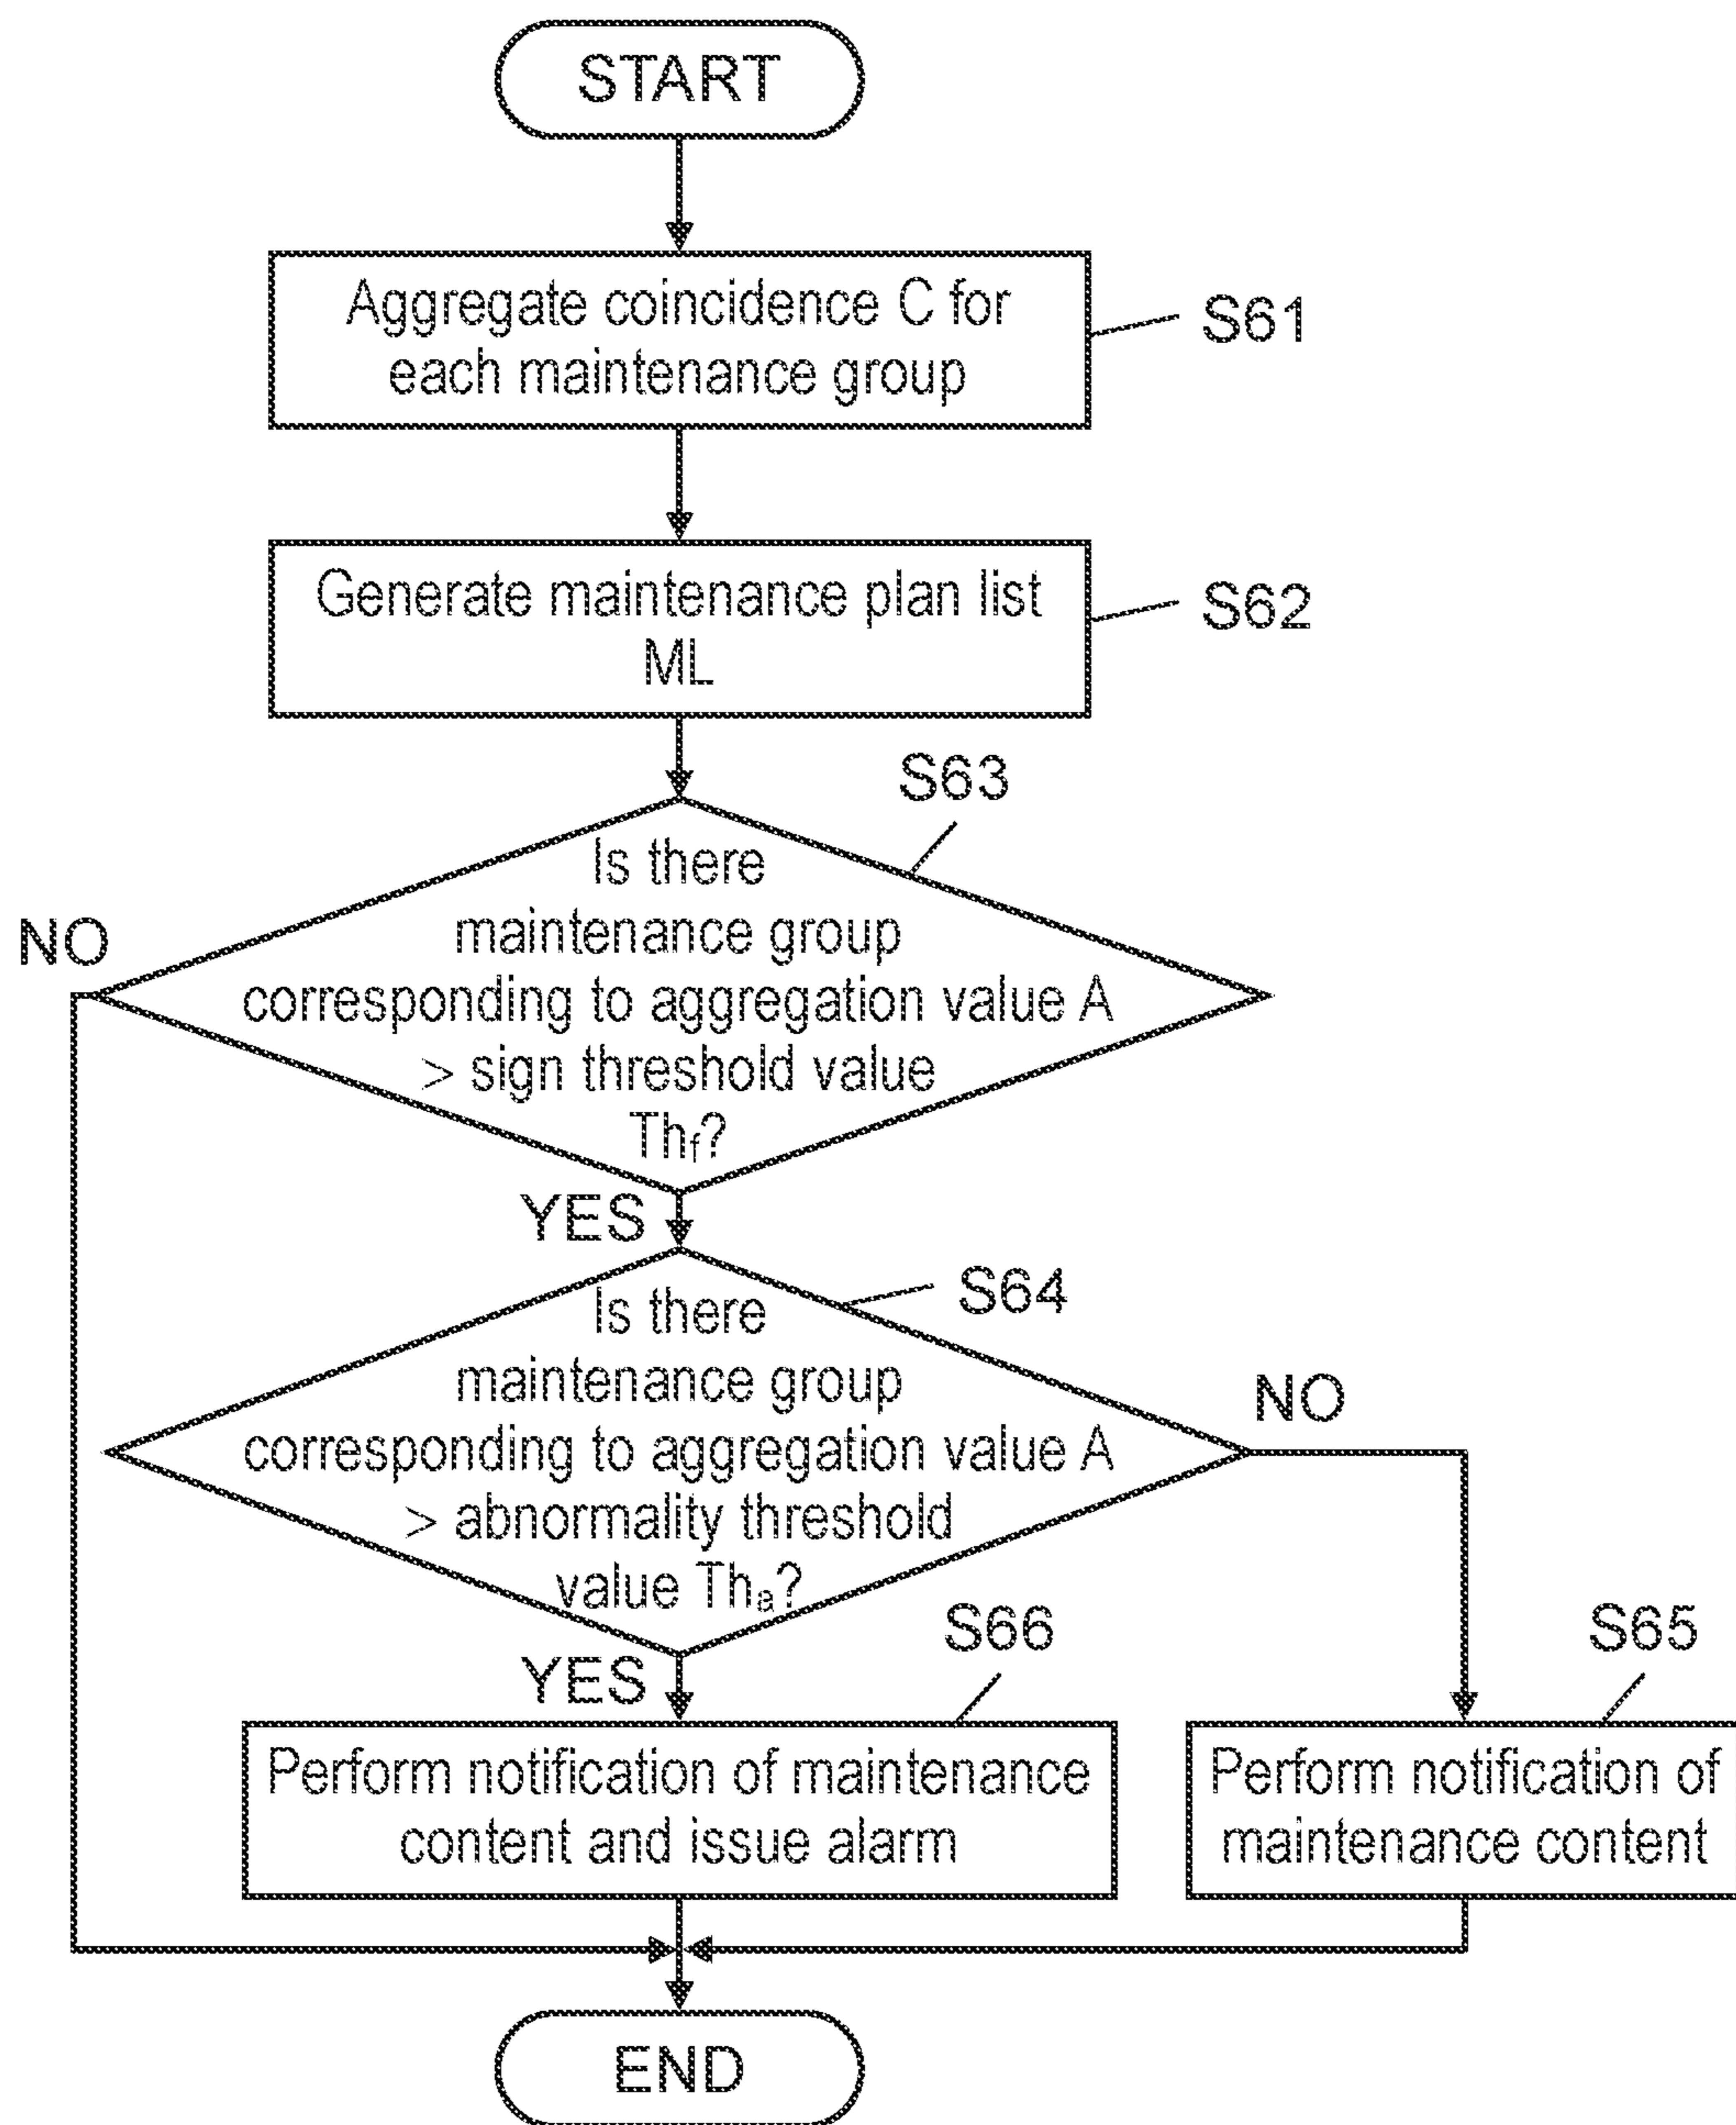 START
Aggregate coincidence C for
each maintenance group
S61
Generate maintenance plan list
ML
S62
S63
Is there
maintenance group
corresponding to aggregation value A
> sign threshold value
Thf?
NO
YES
S64
Is there
maintenance group
corresponding to aggregation value A
> abnormality threshold
value Tha?
NO
YES
S66
S65
Perform notification of maintenance
content and issue alarm
Perform notification of
maintenance content
END